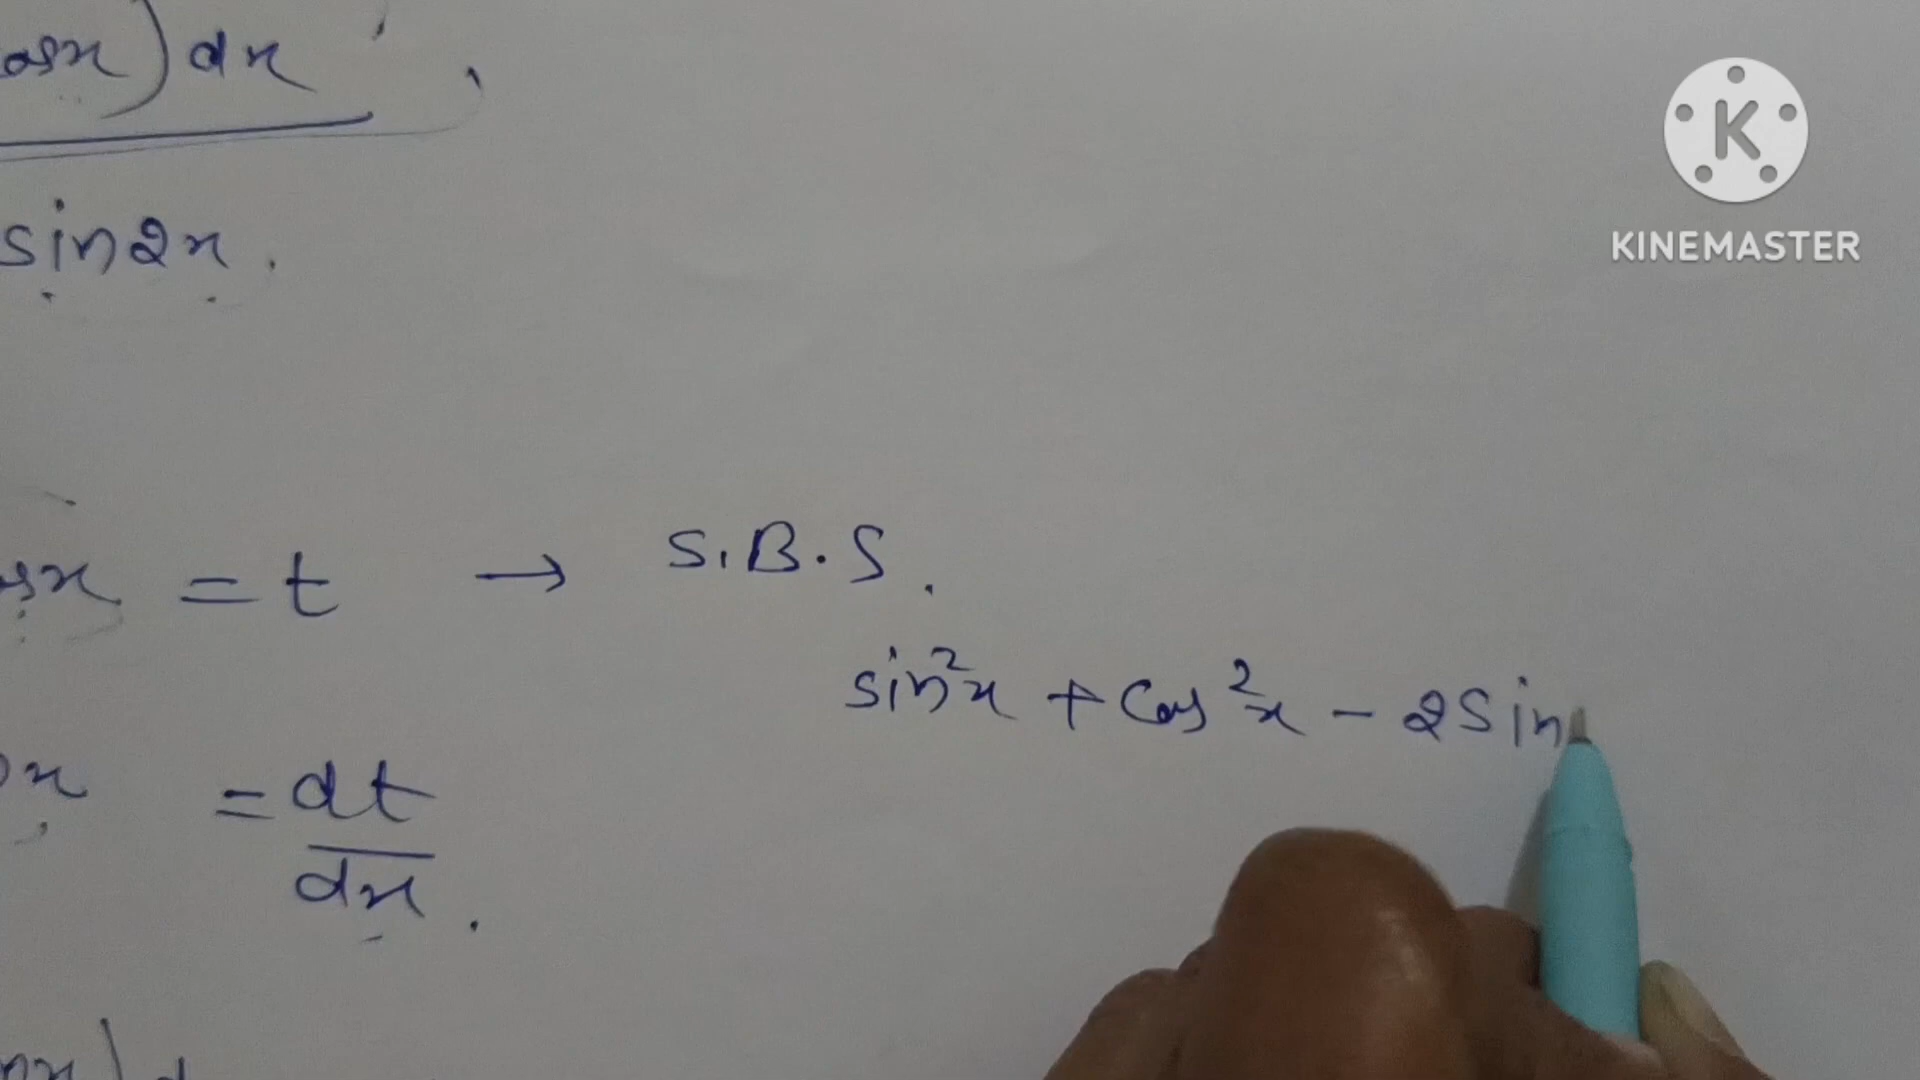 ) dx
K
KINEMASTER
sin2x.
= t → S.B.S.
sin²x + Cos²x - 2Sin
= dt
dx.